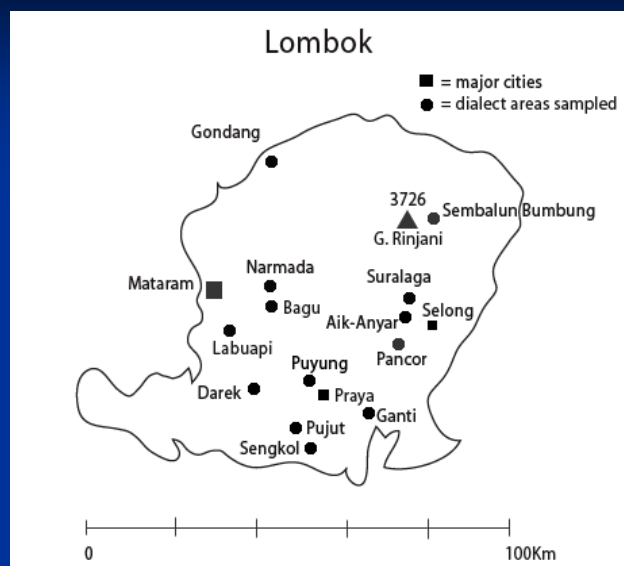 Lombok
= major cities
= dialect areas sampled
Gondang
3726
Sembalun Bumbung
G. Rinjani
Narmada
Mataram
Suralaga
Bagu
Selong
Aik-Anyar
Labuapi
Pancor
Puyung
Darek
Praya
Ganti
Pujut
Sengkol
0
100Km